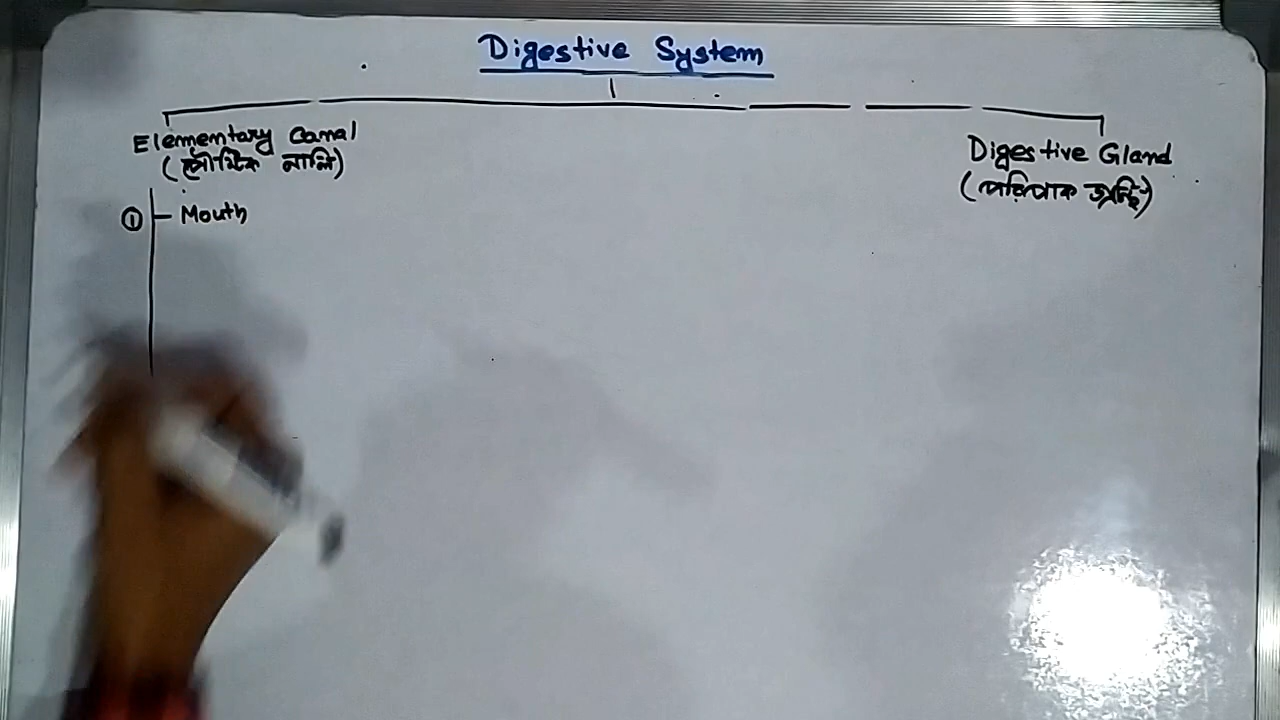 Digestive System
Elementary Canal
(পৌষ্টিক নালি)
① Mouth
Digestive Gland
(পরিপাক গ্রন্থি)